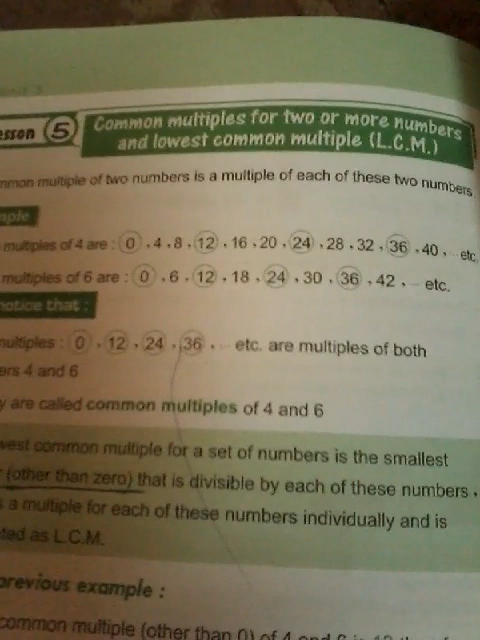 esson 5
Common multiples for two or more numbers
and lowest common multiple (L.C.M.)
mmon multiple of two numbers is a multiple of each of these two numbers
mple
multiples of 4 are : 0 , 4 , 8 , 12 , 16 , 20 , 24 , 28 , 32 , 36 , 40 , ... etc.
multiples of 6 are : 0 , 6 , 12 , 18 , 24 , 30 , 36 , 42 , ... etc.
notice that :
multiples : 0 , 12 , 24 , 36 , ... etc. are multiples of both
ers 4 and 6
y are called common multiples of 4 and 6
west common multiple for a set of numbers is the smallest
(other than zero) that is divisible by each of these numbers ,
s a multiple for each of these numbers individually and is
ted as L.C.M.
previous example :
common multiple (other than 0) of 4 and 6 is 12